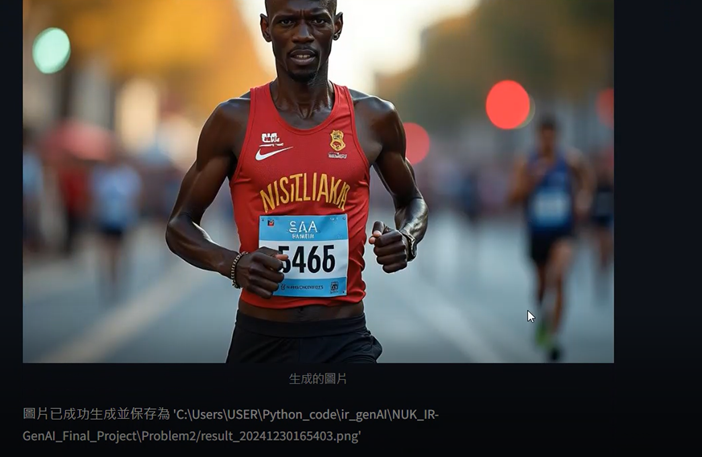 NISTLIAKIA
SAA
5466
生成的圖片
圖片已成功生成並保存為 'C:\Users\USER\Python_code\ir_genAI\NUK_IR-
GenAI_Final_Project\Problem2/result_20241230165403.png'